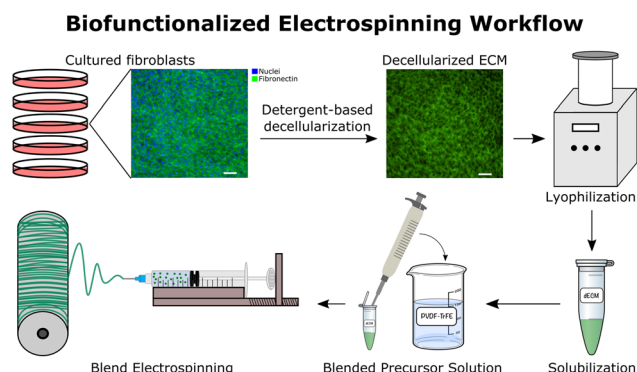 Biofunctionalized Electrospinning Workflow
Cultured fibroblasts
Nuclei
Fibronectin
Decellularized ECM
Detergent-based
decellularization
Lyophilization
PVDF-TrFE
dECM
Blend Electrospinning
Blended Precursor Solution
Solubilization